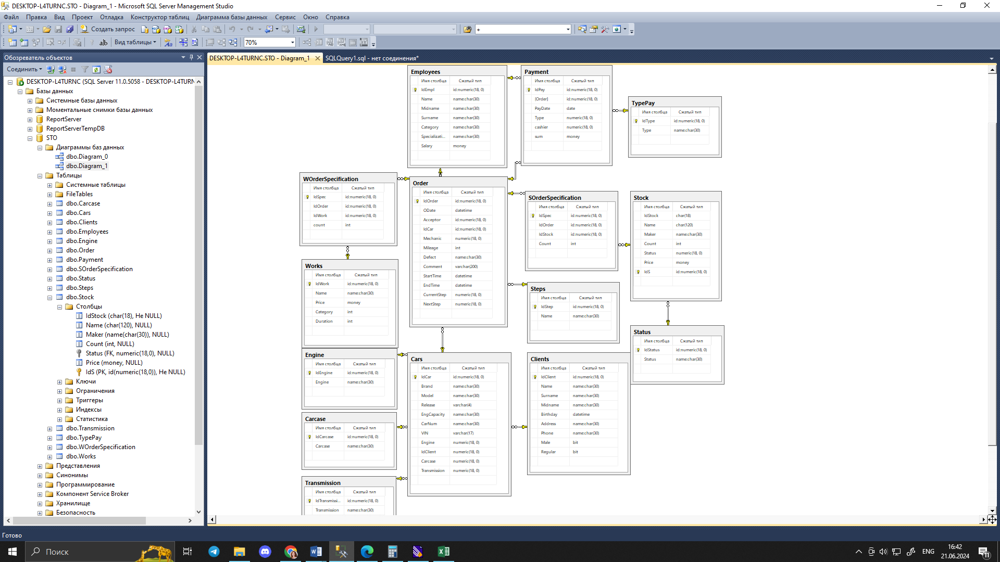 DESKTOP-L4TURNC.STO - Diagram_1 - Microsoft SQL Server Management Studio
Файл Правка Вид Проект Отладка Конструктор таблиц Диаграмма базы данных Сервис Окно Справка
Создать запрос
+
Вид таблицы
70%
Обозреватель объектов
Соединить
DESKTOP-L4TURNC (SQL Server 11.0.5058 - DESKTOP-L4TURN
Базы данных
Системные базы данных
Моментальные снимки базы данных
ReportServer
ReportServerTempDB
STO
Диаграммы баз данных
dbo.Diagram_0
dbo.Diagram_1
Таблицы
Системные таблицы
FileTables
dbo.Carcase
dbo.Cars
dbo.Clients
dbo.Employees
dbo.Engine
dbo.Order
dbo.Payment
dbo.SOrderSpecification
dbo.Status
dbo.Steps
dbo.Stock
Столбцы
IdStock (char(18), Не NULL)
Name (char(120), NULL)
Maker (name(char(30)), NULL)
Count (int, NULL)
Status (FK, numeric(18,0), NULL)
Price (money, NULL)
IdS (PK, id(numeric(18,0)), Не NULL)
Ключи
Ограничения
Триггеры
Индексы
Статистика
dbo.Transmission
dbo.TypePay
dbo.WOrderSpecification
dbo.Works
Представления
Синонимы
Программирование
Компонент Service Broker
Хранилище
Безопасность
DESKTOP-L4TURNC.STO - Diagram_1
SQLQuery1.sql - нет соединения*
Employees
Имя столбца Сжатый тип
IdEmpl id:numeric(18, 0)
Name name:char(30)
Midname name:char(30)
Surname name:char(30)
Category name:char(30)
Specializati... name:char(30)
Salary money
Payment
Имя столбца Сжатый тип
IdPay id:numeric(18, 0)
[Order] id:numeric(18, 0)
PayDate date
Type numeric(18, 0)
cashier numeric(18, 0)
sum money
TypePay
Имя столбца Сжатый тип
IdType id:numeric(18, 0)
Type name:char(30)
WOrderSpecification
Имя столбца Сжатый тип
IdSpec id:numeric(18, 0)
IdOrder id:numeric(18, 0)
IdWork id:numeric(18, 0)
count int
Order
Имя столбца Сжатый тип
IdOrder id:numeric(18, 0)
ODate datetime
Acceptor id:numeric(18, 0)
IdCar id:numeric(18, 0)
Mechanic numeric(18, 0)
Mileage int
Defect name:char(30)
Comment varchar(200)
StartTime datetime
EndTime datetime
CurrentStep numeric(18, 0)
NextStep numeric(18, 0)
SOrderSpecification
Имя столбца Сжатый тип
IdSpec id:numeric(18, 0)
IdOrder id:numeric(18, 0)
IdStock id:numeric(18, 0)
Count int
Stock
Имя столбца Сжатый тип
IdStock char(18)
Name char(120)
Maker name:char(30)
Count int
Status numeric(18, 0)
Price money
IdS id:numeric(18, 0)
Works
Имя столбца Сжатый тип
IdWork id:numeric(18, 0)
Name name:char(30)
Price money
Category int
Duration int
Steps
Имя столбца Сжатый тип
IdStep id:numeric(18, 0)
Name name:char(30)
Status
Имя столбца Сжатый тип
IdStatus id:numeric(18, 0)
Status name:char(30)
Engine
Имя столбца Сжатый тип
IdEngine id:numeric(18, 0)
Engine name:char(30)
Cars
Имя столбца Сжатый тип
IdCar id:numeric(18, 0)
Brand name:char(30)
Model name:char(30)
Release varchar(4)
EngCapacity name:char(30)
CarNum name:char(30)
VIN varchar(17)
Engine numeric(18, 0)
IdClient numeric(18, 0)
Carcase numeric(18, 0)
Transmission numeric(18, 0)
Clients
Имя столбца Сжатый тип
IdClient id:numeric(18, 0)
Name name:char(30)
Surname name:char(30)
Midname name:char(30)
Birthday datetime
Address name:char(30)
Phone name:char(30)
Male bit
Regular bit
Carcase
Имя столбца Сжатый тип
IdCarcase id:numeric(18, 0)
Carcase name:char(30)
Transmission
Имя столбца Сжатый тип
IdTransmissi... id:numeric(18, 0)
Transmission name:char(30)
Готово
Поиск
ENG
16:42
21.06.2024
11